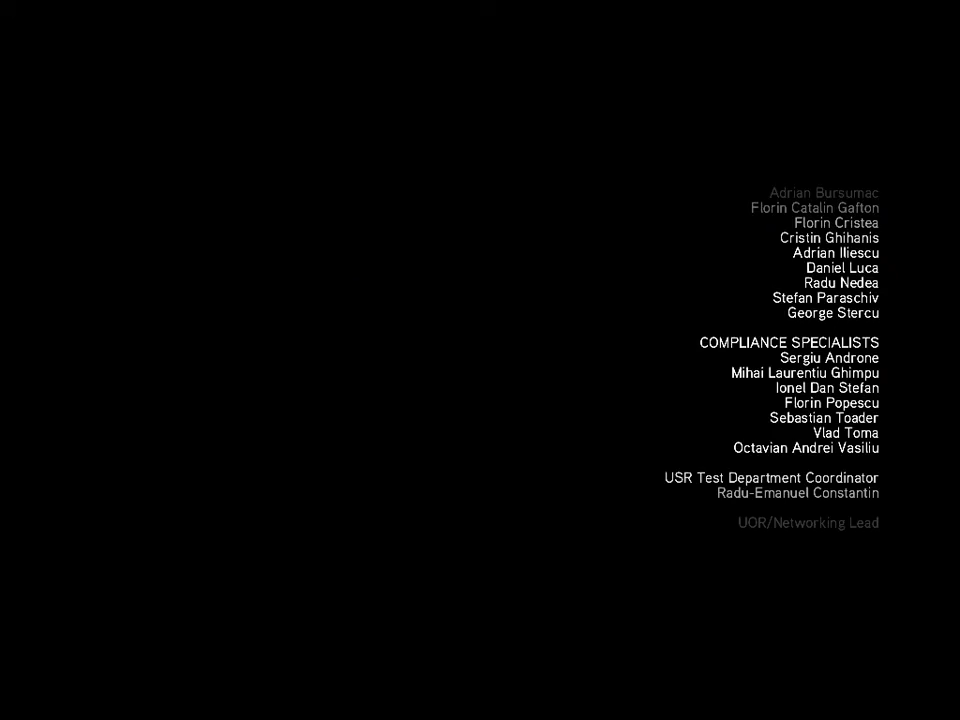 Adrian Bursumac
Florin Catalin Gafton
Florin Cristea
Cristin Ghihanis
Adrian Iliescu
Daniel Luca
Radu Nedea
Stefan Paraschiv
George Stercu
COMPLIANCE SPECIALISTS
Sergiu Androne
Mihai Laurentiu Ghimpu
Ionel Dan Stefan
Florin Popescu
Sebastian Toader
Vlad Toma
Octavian Andrei Vasiliu
USR Test Department Coordinator
Radu-Emanuel Constantin
UOR/Networking Lead